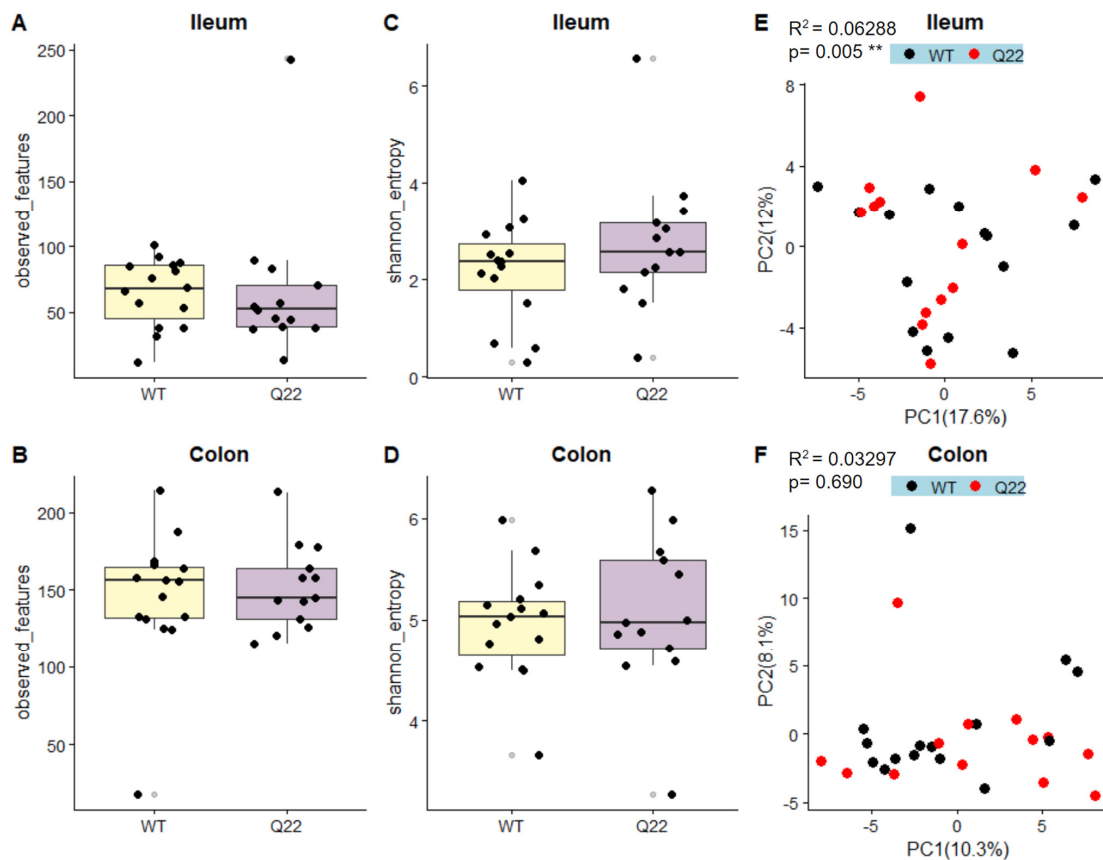 A
Ileum
250
200
150
100
50
observed_features
WT
Q22
C
Ileum
6
4
2
0
shannon_entropy
WT
Q22
E
R² = 0.06288
Ileum
p= 0.005 **
WT
Q22
8
4
0
-4
PC2(12%)
-5
0
5
PC1(17.6%)
B
Colon
200
150
100
50
observed_features
WT
Q22
D
Colon
6
5
4
shannon_entropy
WT
Q22
F
R² = 0.03297
Colon
p= 0.690
WT
Q22
15
10
5
0
-5
PC2(8.1%)
-5
0
5
PC1(10.3%)